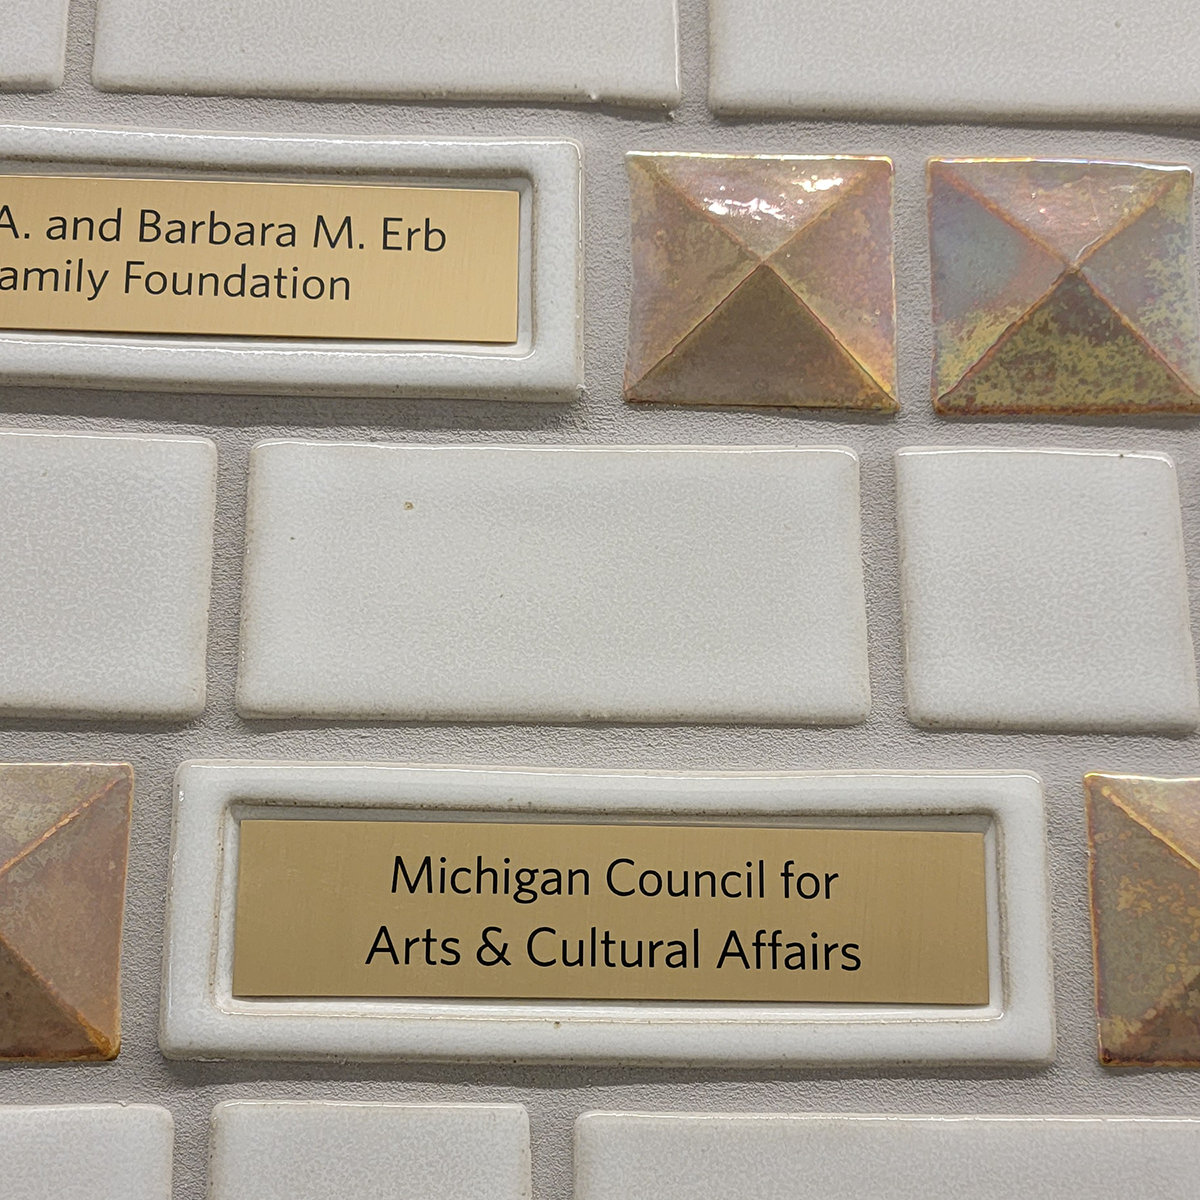 A. and Barbara M. Erb
amily Foundation
Michigan Council for
Arts & Cultural Affairs